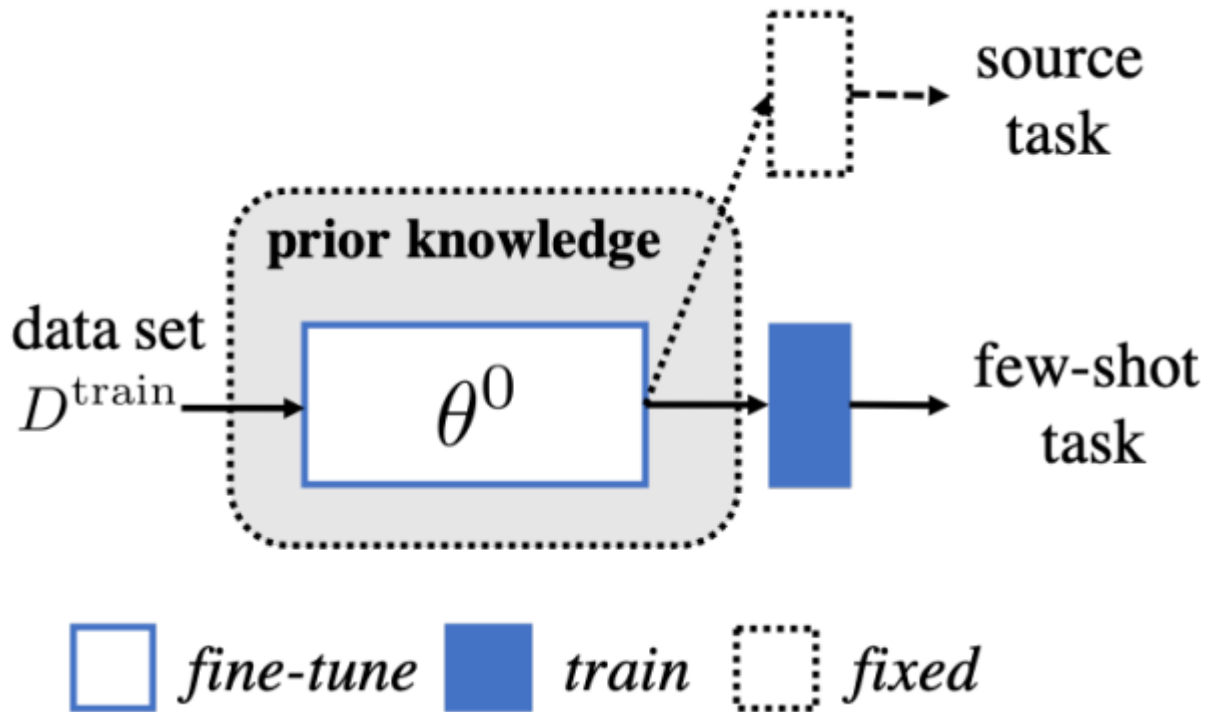 source
task
prior knowledge
data set
D^train
θ^0
few-shot
task
fine-tune
train
fixed